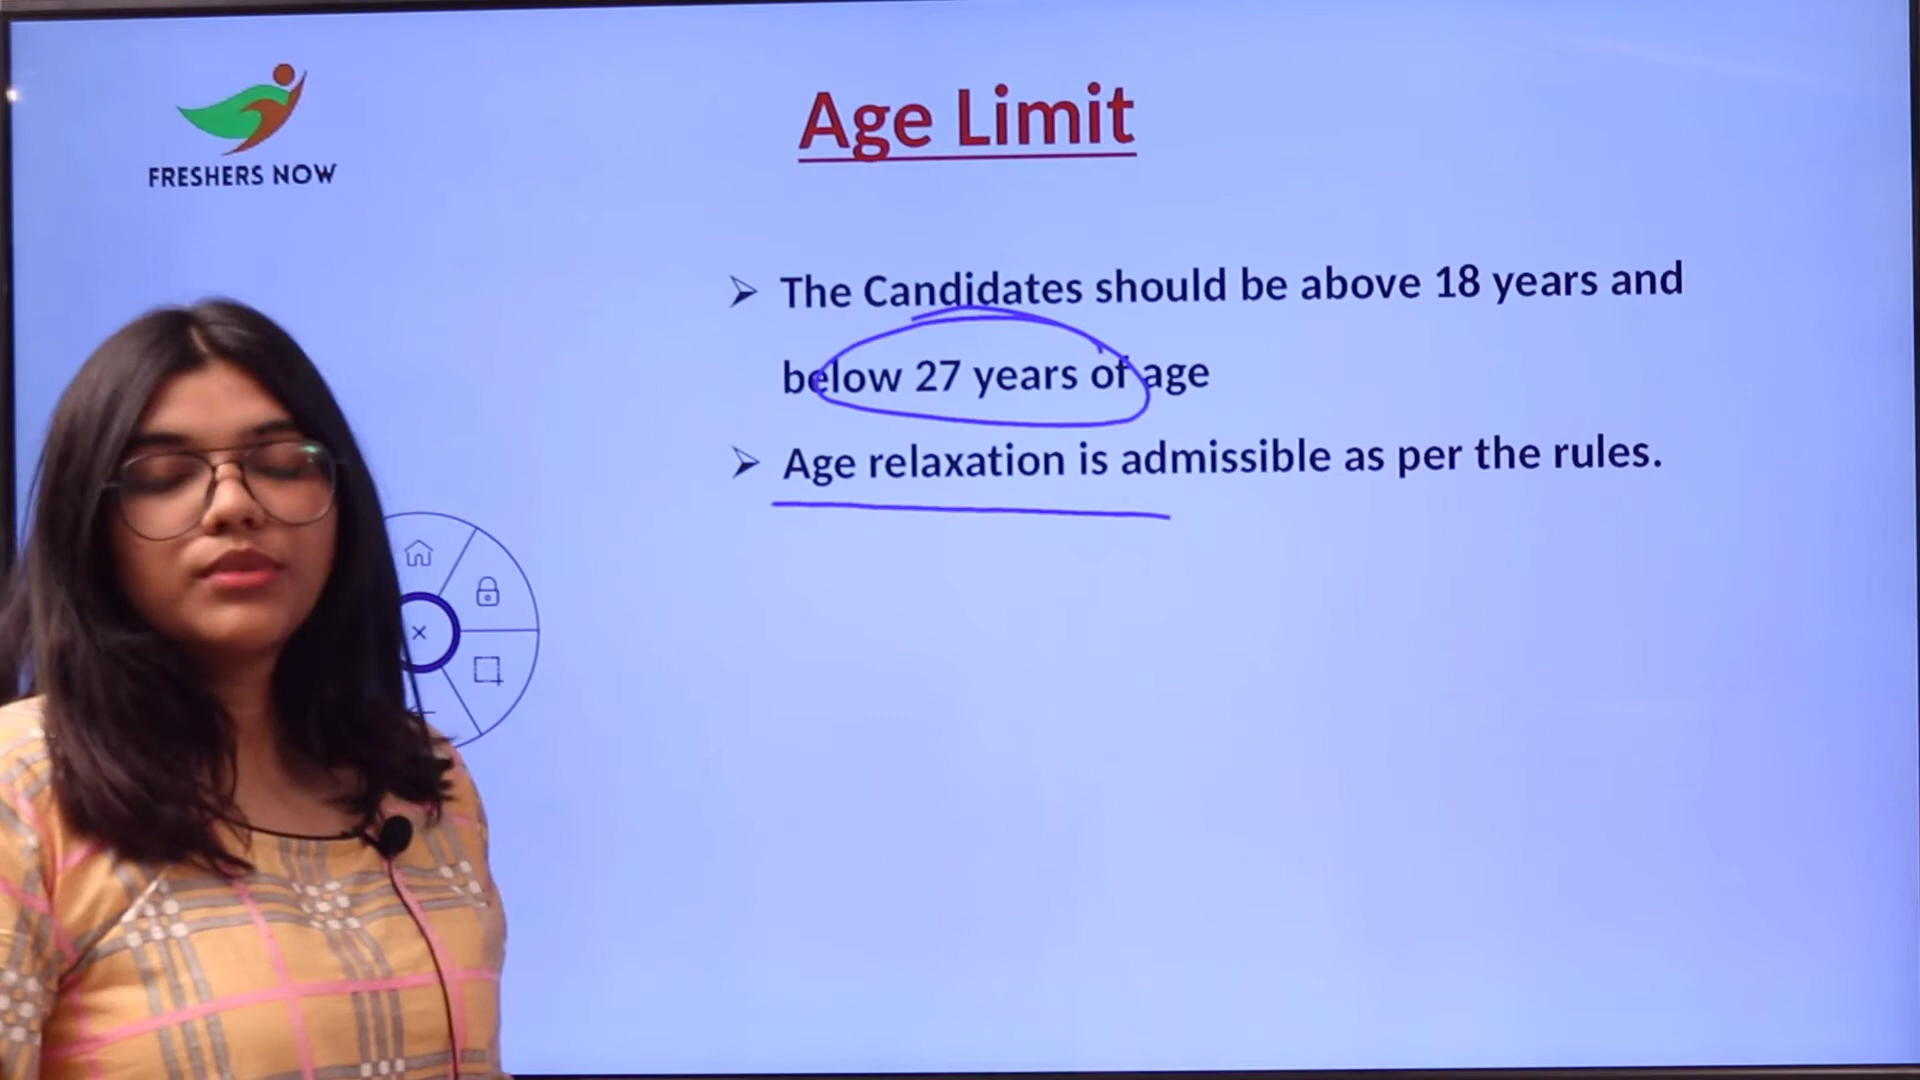 FRESHERS NOW
Age Limit
➢ The Candidates should be above 18 years and
below 27 years of age
➢ Age relaxation is admissible as per the rules.